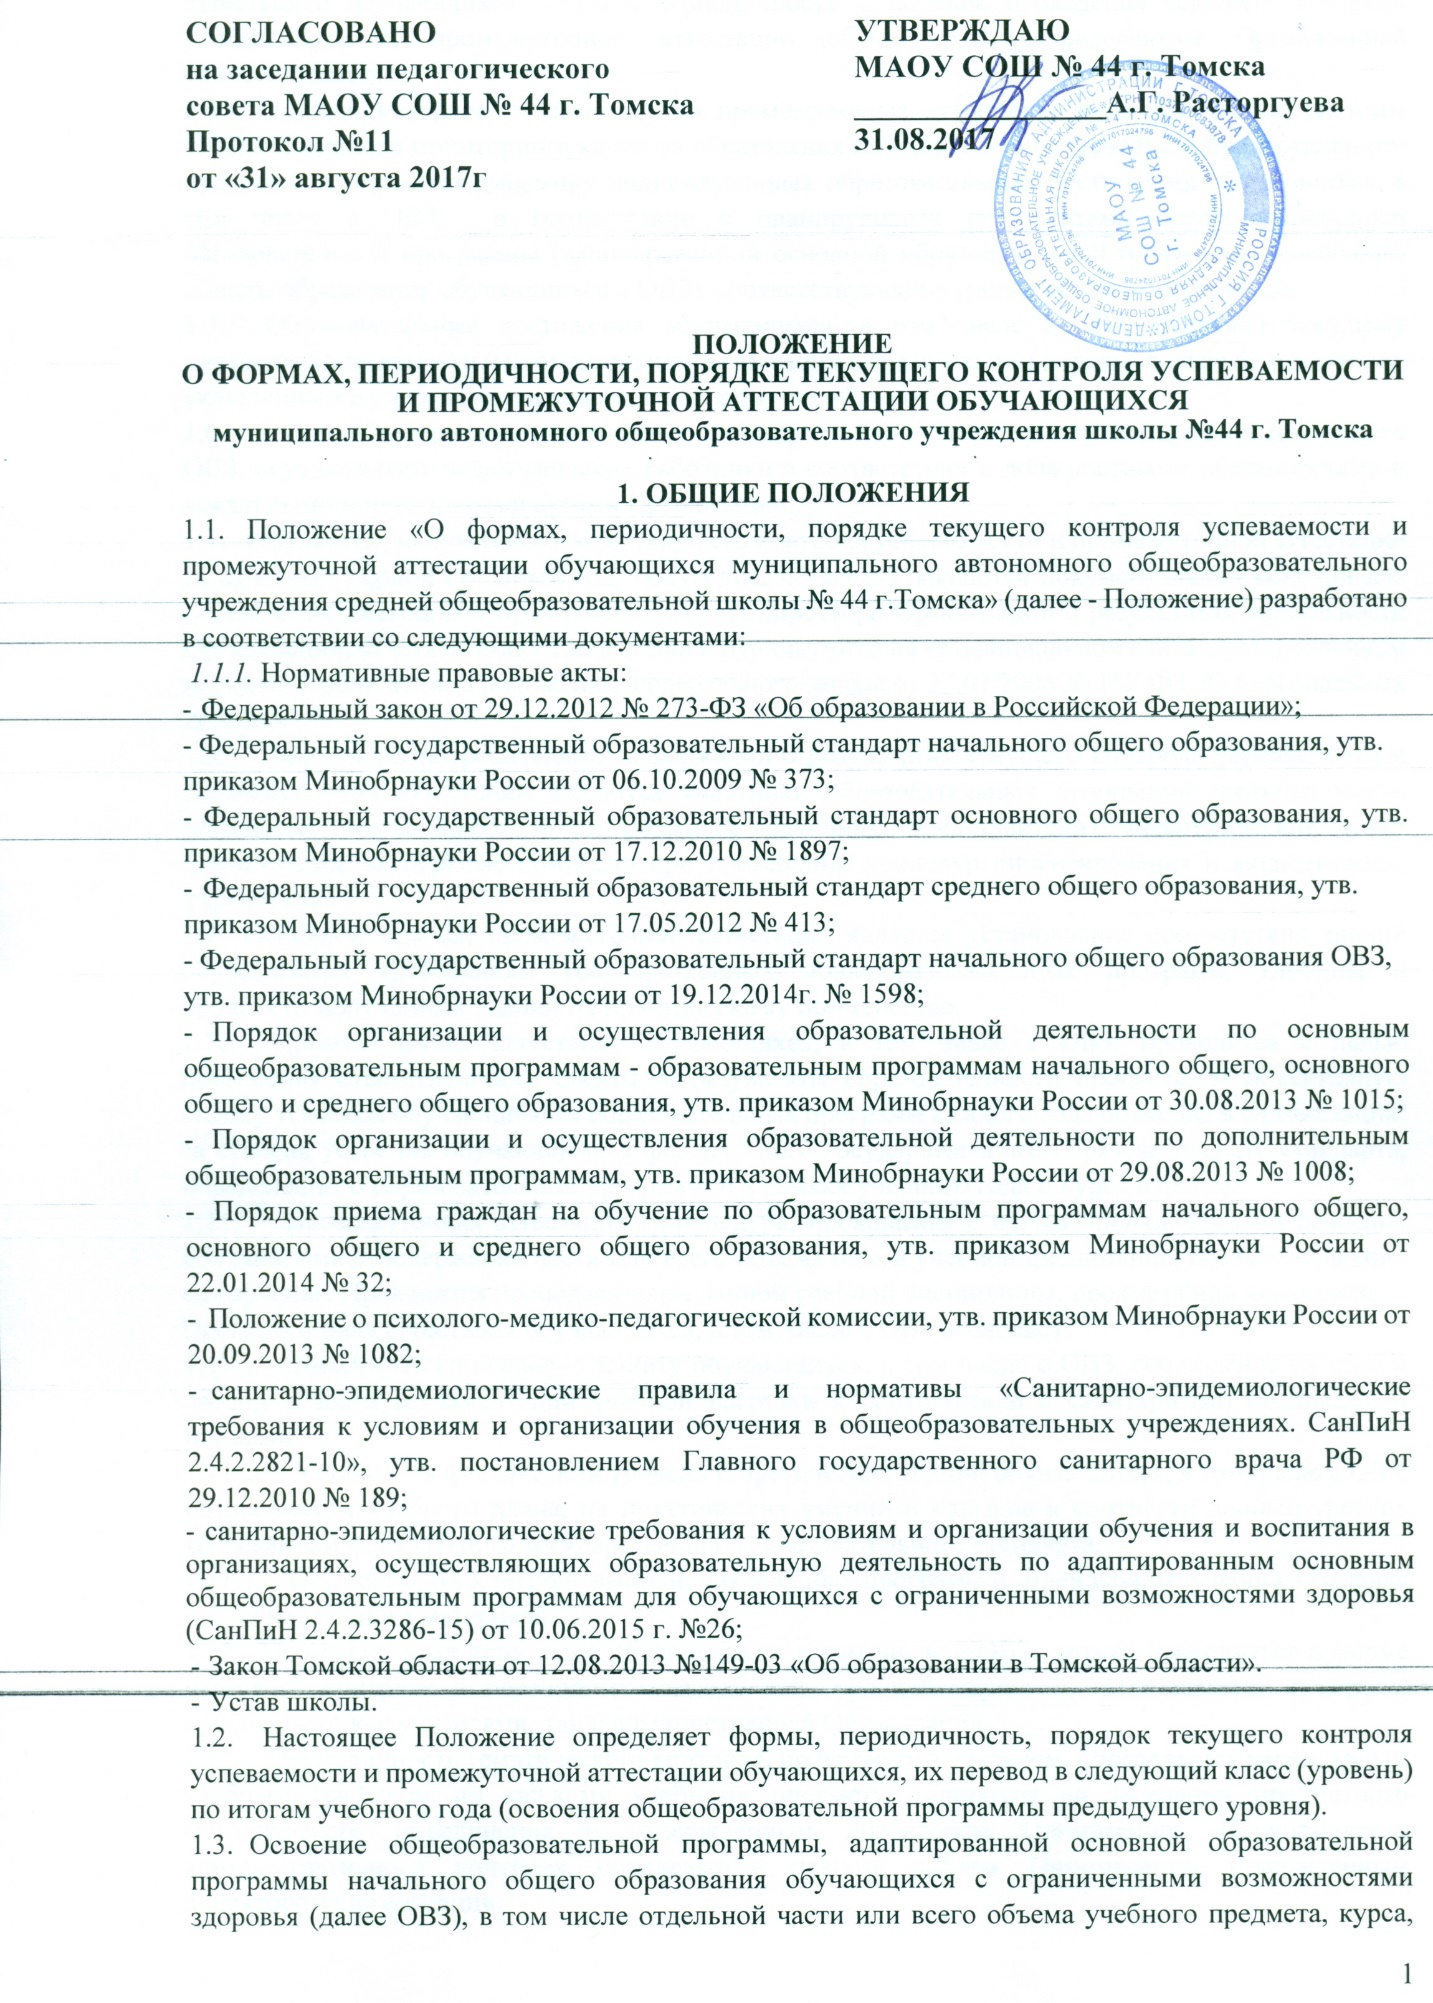 СОГЛАСОВАНО
на заседании педагогического
совета МАОУ СОШ № 44 г. Томска
Протокол №11
от «31» августа 2017г
УТВЕРЖДАЮ
МАОУ СОШ № 44 г. Томска
________________А.Г. Расторгуева
31.08.2017
МАОУ
СОШ № 44
г. Томска
ПОЛОЖЕНИЕ
О ФОРМАХ, ПЕРИОДИЧНОСТИ, ПОРЯДКЕ ТЕКУЩЕГО КОНТРОЛЯ УСПЕВАЕМОСТИ
И ПРОМЕЖУТОЧНОЙ АТТЕСТАЦИИ ОБУЧАЮЩИХСЯ
муниципального автономного общеобразовательного учреждения школы №44 г. Томска
1. ОБЩИЕ ПОЛОЖЕНИЯ
1.1. Положение «О формах, периодичности, порядке текущего контроля успеваемости и
промежуточной аттестации обучающихся муниципального автономного общеобразовательного
учреждения средней общеобразовательной школы № 44 г.Томска» (далее - Положение) разработано
в соответствии со следующими документами:
1.1.1. Нормативные правовые акты:
- Федеральный закон от 29.12.2012 № 273-ФЗ «Об образовании в Российской Федерации»;
- Федеральный государственный образовательный стандарт начального общего образования, утв.
приказом Минобрнауки России от 06.10.2009 № 373;
- Федеральный государственный образовательный стандарт основного общего образования, утв.
приказом Минобрнауки России от 17.12.2010 № 1897;
- Федеральный государственный образовательный стандарт среднего общего образования, утв.
приказом Минобрнауки России от 17.05.2012 № 413;
- Федеральный государственный образовательный стандарт начального общего образования ОВЗ,
утв. приказом Минобрнауки России от 19.12.2014г. № 1598;
- Порядок организации и осуществления образовательной деятельности по основным
общеобразовательным программам - образовательным программам начального общего, основного
общего и среднего общего образования, утв. приказом Минобрнауки России от 30.08.2013 № 1015;
- Порядок организации и осуществления образовательной деятельности по дополнительным
общеобразовательным программам, утв. приказом Минобрнауки России от 29.08.2013 № 1008;
- Порядок приема граждан на обучение по образовательным программам начального общего,
основного общего и среднего общего образования, утв. приказом Минобрнауки России от
22.01.2014 № 32;
- Положение о психолого-медико-педагогической комиссии, утв. приказом Минобрнауки России от
20.09.2013 № 1082;
- санитарно-эпидемиологические правила и нормативы «Санитарно-эпидемиологические
требования к условиям и организации обучения в общеобразовательных учреждениях. СанПиН
2.4.2.2821-10», утв. постановлением Главного государственного санитарного врача РФ от
29.12.2010 № 189;
- санитарно-эпидемиологические требования к условиям и организации обучения и воспитания в
организациях, осуществляющих образовательную деятельность по адаптированным основным
общеобразовательным программам для обучающихся с ограниченными возможностями здоровья
(СанПиН 2.4.2.3286-15) от 10.06.2015 г. №26;
- Закон Томской области от 12.08.2013 №149-03 «Об образовании в Томской области».
- Устав школы.
1.2. Настоящее Положение определяет формы, периодичность, порядок текущего контроля
успеваемости и промежуточной аттестации обучающихся, их перевод в следующий класс (уровень)
по итогам учебного года (освоения общеобразовательной программы предыдущего уровня).
1.3. Освоение общеобразовательной программы, адаптированной основной образовательной
программы начального общего образования обучающихся с ограниченными возможностями
здоровья (далее ОВЗ), в том числе отдельной части или всего объема учебного предмета, курса,
1